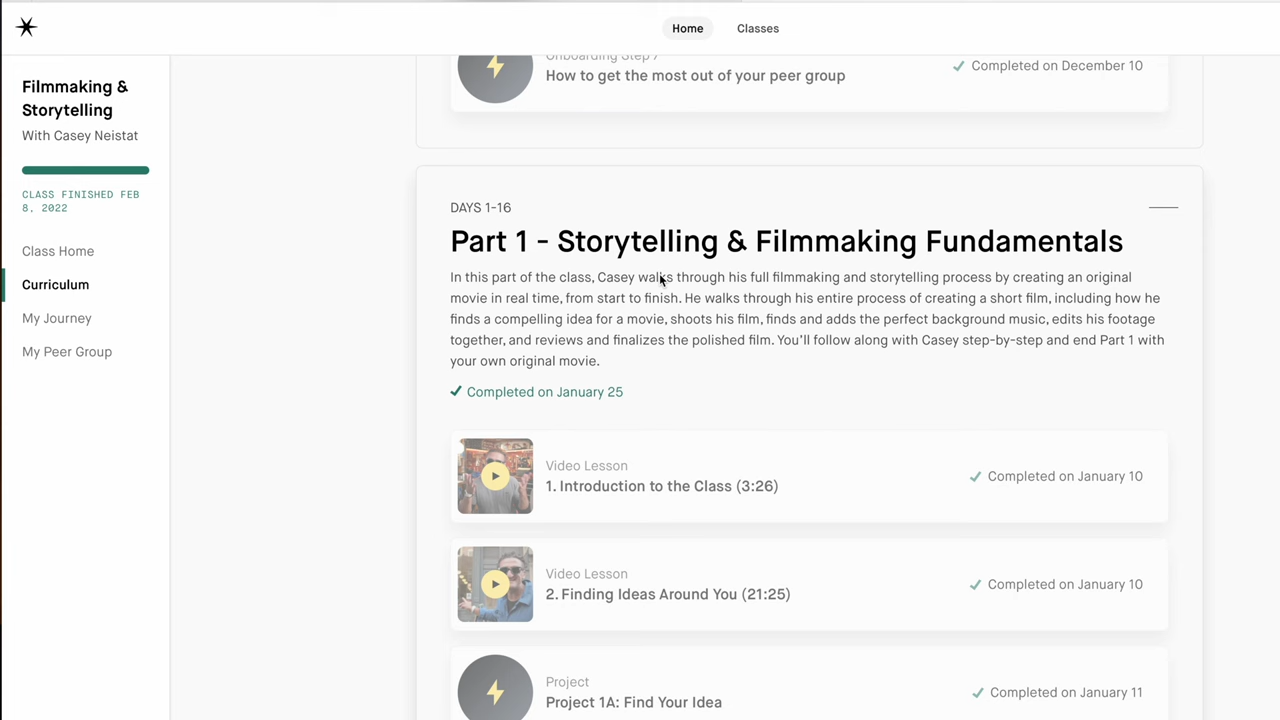 Home
Classes
Filmmaking &
Storytelling
With Casey Neistat
CLASS FINISHED FEB
8, 2022
Class Home
Curriculum
My Journey
My Peer Group
Onboarding Step 7
How to get the most out of your peer group
Completed on December 10
DAYS 1-16
Part 1 - Storytelling & Filmmaking Fundamentals
In this part of the class, Casey walks through his full filmmaking and storytelling process by creating an original
movie in real time, from start to finish. He walks through his entire process of creating a short film, including how he
finds a compelling idea for a movie, shoots his film, finds and adds the perfect background music, edits his footage
together, and reviews and finalizes the polished film. You'll follow along with Casey step-by-step and end Part 1 with
your own original movie.
Completed on January 25
Video Lesson
1. Introduction to the Class (3:26)
Completed on January 10
Video Lesson
2. Finding Ideas Around You (21:25)
Completed on January 10
Project
Project 1A: Find Your Idea
Completed on January 11